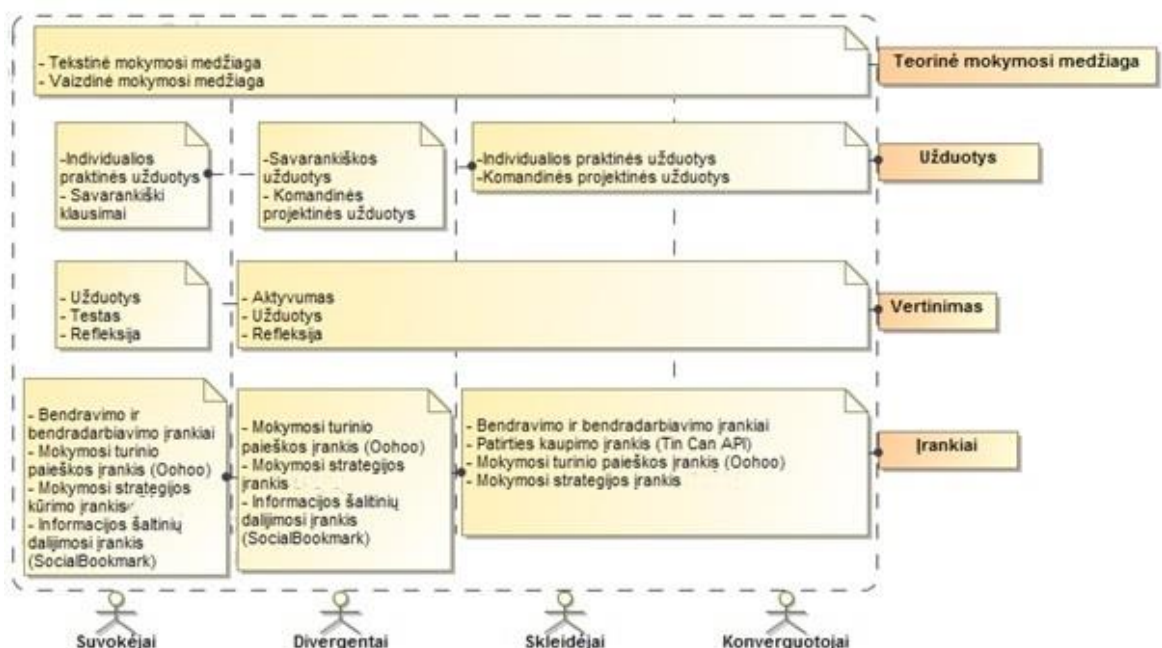 - Tekstinė mokymosi medžiaga
- Vaizdinė mokymosi medžiaga
Teorinė mokymosi medžiaga
-Individualios
praktinės užduotys
- Savarankiški
klausimai
-Savarankiškos
užduotys
- Komandinės
projektinės užduotys
-Individualios praktinės užduotys
-Komandinės projektinės užduotys
Užduotys
- Užduotys
- Testas
- Refleksija
- Aktyvumas
- Užduotys
- Refleksija
Vertinimas
- Bendravimo ir
bendradarbiavimo įrankiai
- Mokymosi turinio
paieškos įrankis (Oohoo)
- Mokymosi strategijos
kūrimo įrankis
- Informacijos šaltinių
dalijimosi įrankis
(SocialBookmark)
- Mokymosi turinio
paieškos įrankis (Oohoo)
- Mokymosi strategijos
įrankis
- Informacijos šalitinių
dalijimosi įrankis
(SocialBookmark)
- Bendravimo ir bendradarbiavimo įrankiai
- Patirties kaupimo įrankis (Tin Can API)
- Mokymosi turinio paieškos įrankis (Oohoo)
- Mokymosi strategijos įrankis
Įrankiai
Suvokėjai
Divergentai
Skleidėjai
Konverguotojai